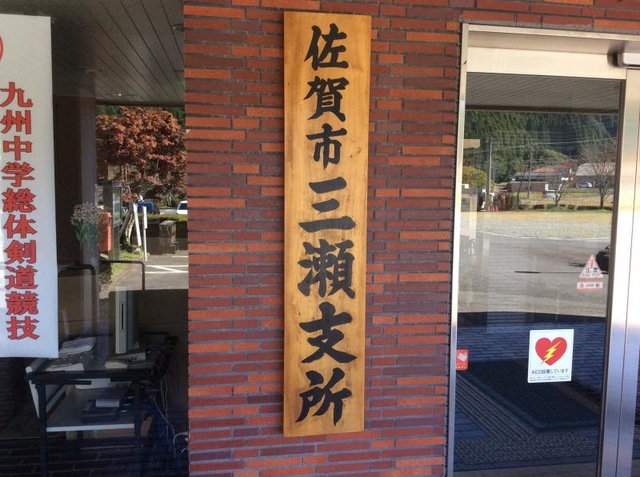 九州中学総体剣道競技
佐賀市三瀬支所
AED設置しています